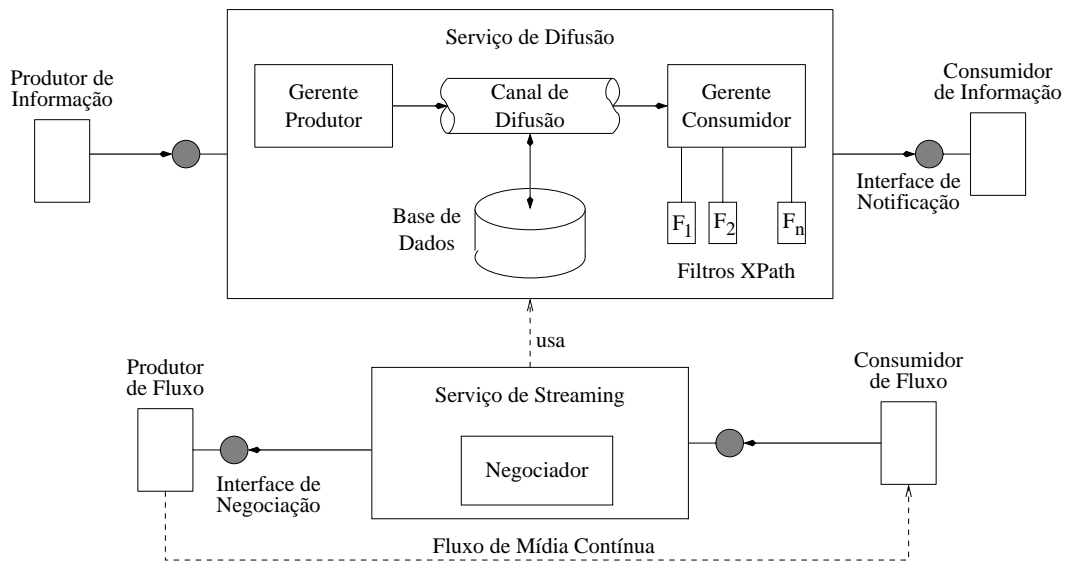 Serviço de Difusão
Produtor de
Informação
Gerente
Produtor
Canal de
Difusão
Gerente
Consumidor
Consumidor
de Informação
Interface de
Notificação
Base de
Dados
F1
F2
Fn
Filtros XPath
usa
Produtor
de Fluxo
Serviço de Streaming
Consumidor
de Fluxo
Negociador
Interface de
Negociação
Fluxo de Mídia Contínua